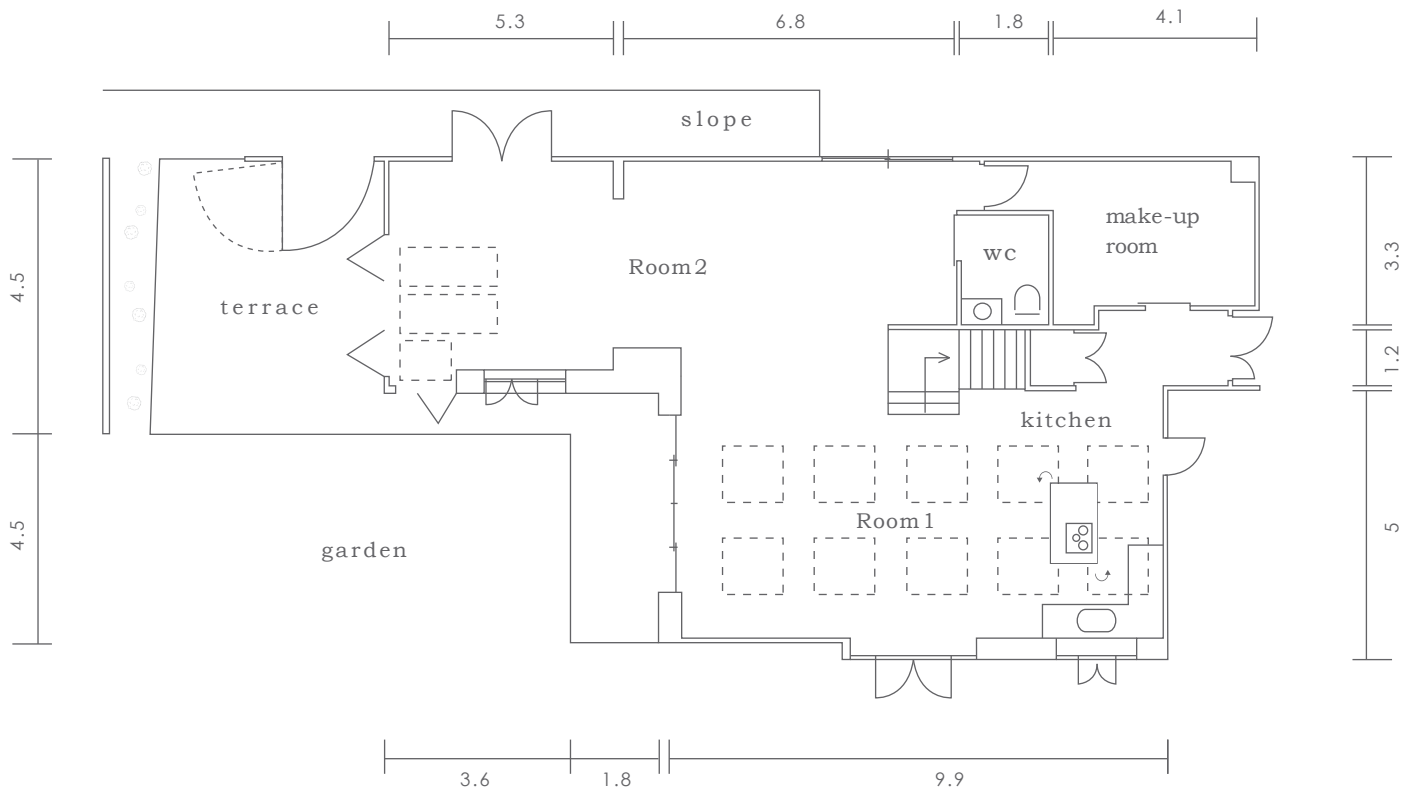 5.3
6.8
1.8
4.1
slope
make-up
room
wc
Room2
terrace
4.5
3.3
1.2
kitchen
Room1
garden
4.5
5
3.6
1.8
9.9